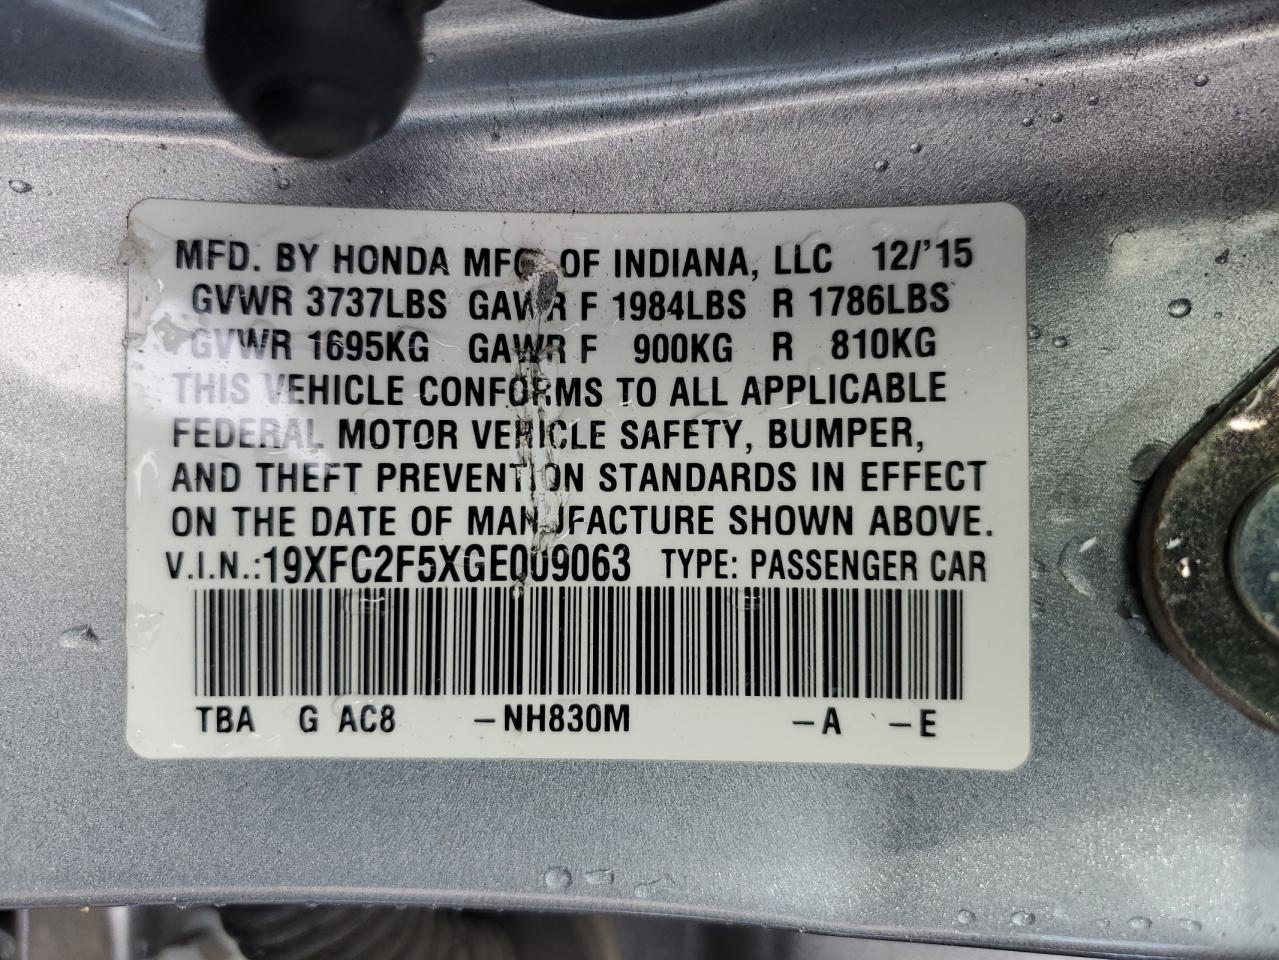 MFD. BY HONDA MFG. OF INDIANA, LLC 12/'15
GVWR 3737LBS GAWR F 1984LBS R 1786LBS
GVWR 1695KG GAWR F 900KG R 810KG
THIS VEHICLE CONFORMS TO ALL APPLICABLE
FEDERAL MOTOR VEHICLE SAFETY, BUMPER,
AND THEFT PREVENTION STANDARDS IN EFFECT
ON THE DATE OF MANUFACTURE SHOWN ABOVE.
V.I.N.:19XFC2F5XGE009063 TYPE: PASSENGER CAR
TBA G AC8 -NH830M -A -E